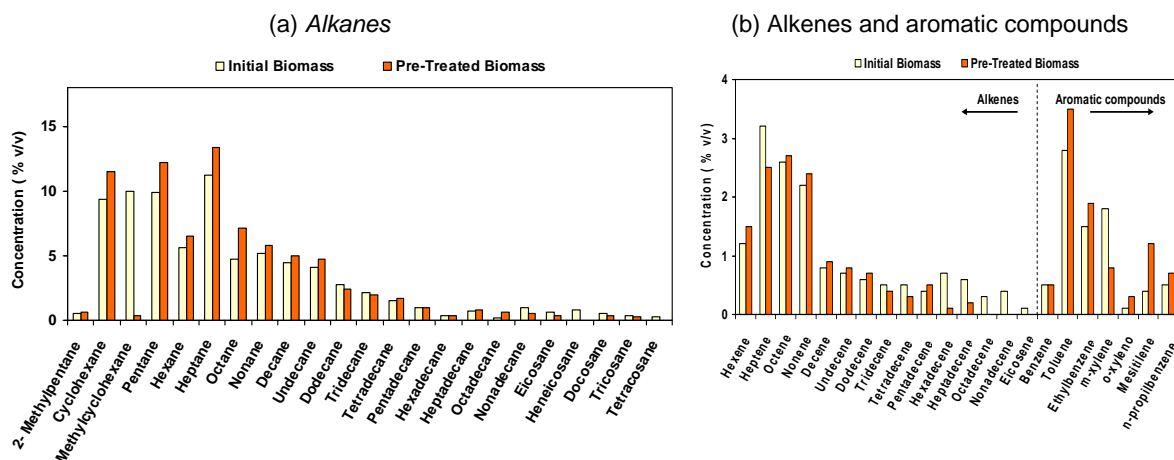 (a) Alkanes
Initial Biomass Pre-Treated Biomass
Concentration ( % v/v)
15
10
5
0
2- Methylpentane
Cyclohexane
Methylcyclohexane
Pentane
Hexane
Heptane
Octane
Nonane
Decane
Undecane
Dodecane
Tridecane
Tetradecane
Pentadecane
Hexadecane
Heptadecane
Octadecane
Nonadecane
Eicosane
Heneicosane
Docosane
Tricosane
Tetracosane
(b) Alkenes and aromatic compounds
Initial Biomass Pre-Treated Biomass
Alkenes Aromatic compounds
Concentration ( % v/v)
4
3
2
1
0
Hexene
Heptene
Octene
Nonene
Decene
Undecene
Dodecene
Tridecene
Tetradecene
Pentadecene
Hexadecene
Heptadecene
Octadecene
Nonadecene
Eicosene
Benzene
Toluene
Ethylbenzene
m-xylene
o-xyleno
Mesitilene
n-propilbenzene